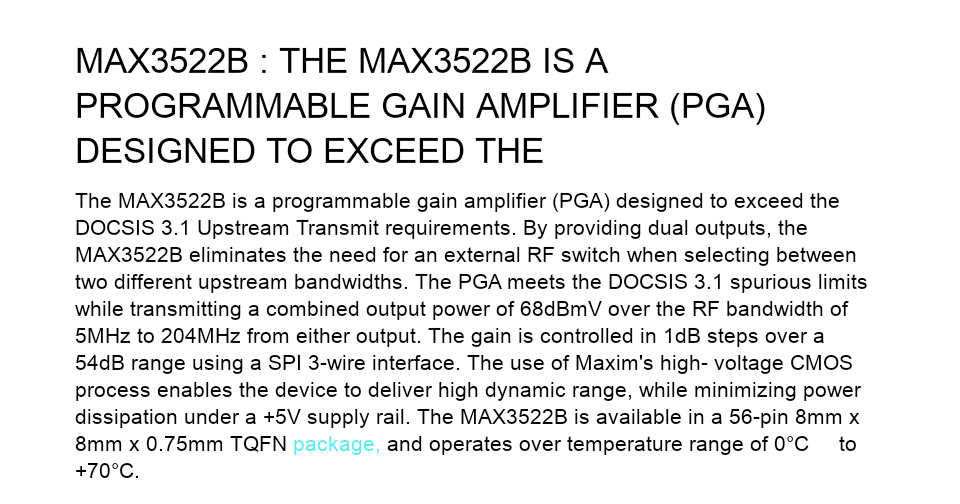 MAX3522B : THE MAX3522B IS A
PROGRAMMABLE GAIN AMPLIFIER (PGA)
DESIGNED TO EXCEED THE
The MAX3522B is a programmable gain amplifier (PGA) designed to exceed the
DOCSIS 3.1 Upstream Transmit requirements. By providing dual outputs, the
MAX3522B eliminates the need for an external RF switch when selecting between
two different upstream bandwidths. The PGA meets the DOCSIS 3.1 spurious limits
while transmitting a combined output power of 68dBmV over the RF bandwidth of
5MHz to 204MHz from either output. The gain is controlled in 1dB steps over a
54dB range using a SPI 3-wire interface. The use of Maxim's high- voltage CMOS
process enables the device to deliver high dynamic range, while minimizing power
dissipation under a +5V supply rail. The MAX3522B is available in a 56-pin 8mm x
8mm x 0.75mm TQFN package, and operates over temperature range of 0°C to
+70°C.